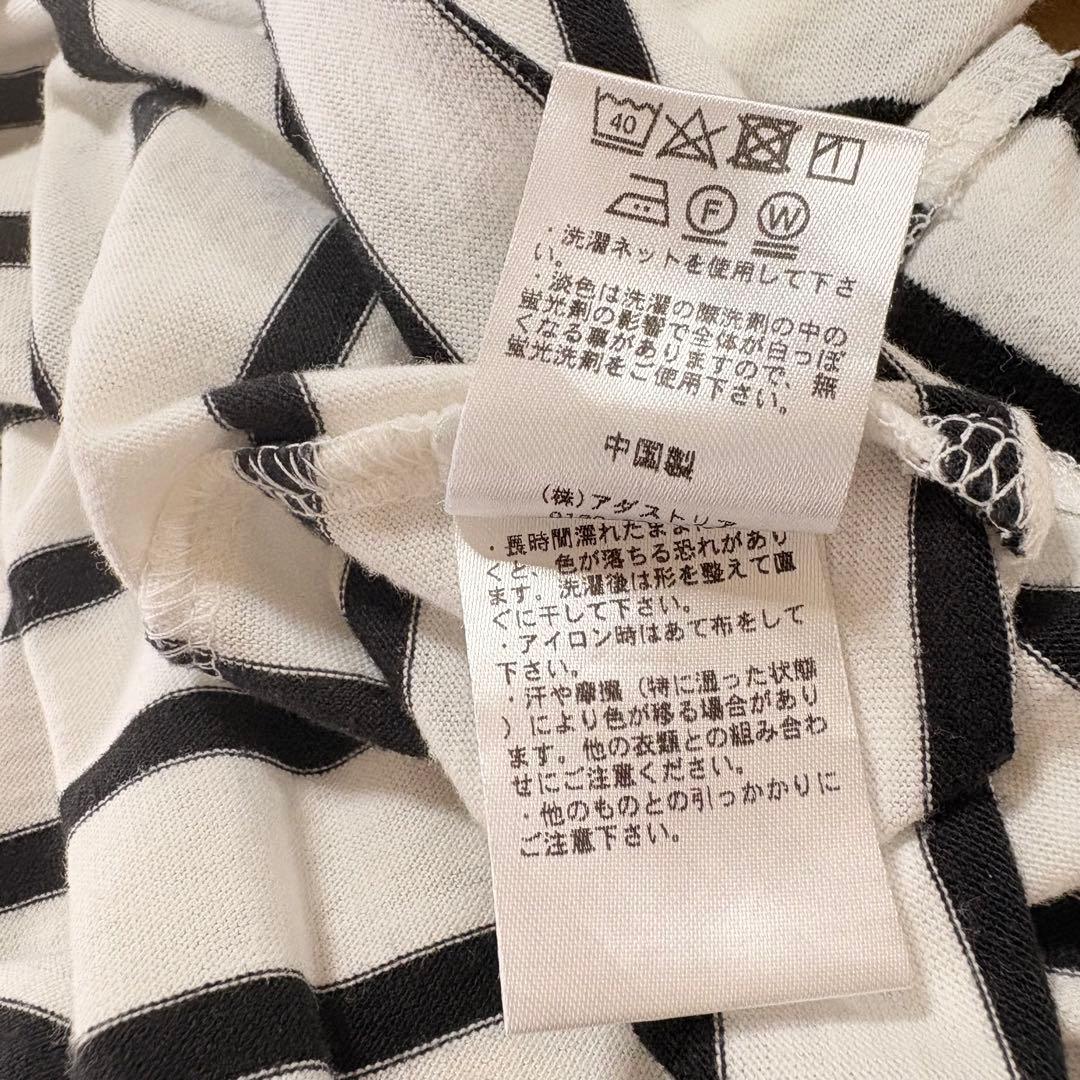 40
F
W
・洗濯ネットを使用して下さ
い。
・淡色は洗濯の際洗剤の中の
蛍光剤の影響で全体が白っぽ
くなる事がありますので、無
蛍光洗剤をご使用下さい。
中国製
(株)アダストリア
・長時間濡れたままに
くと、色が落ちる恐れがあり
ます。洗濯後は形を整えて直
ぐに干して下さい。
・アイロン時はあて布をして
下さい。
・汗や摩擦(特に湿った状態
)により色が移る場合があり
ます。他の衣類との組み合わ
せにご注意ください。
・他のものとの引っかかりに
ご注意下さい。